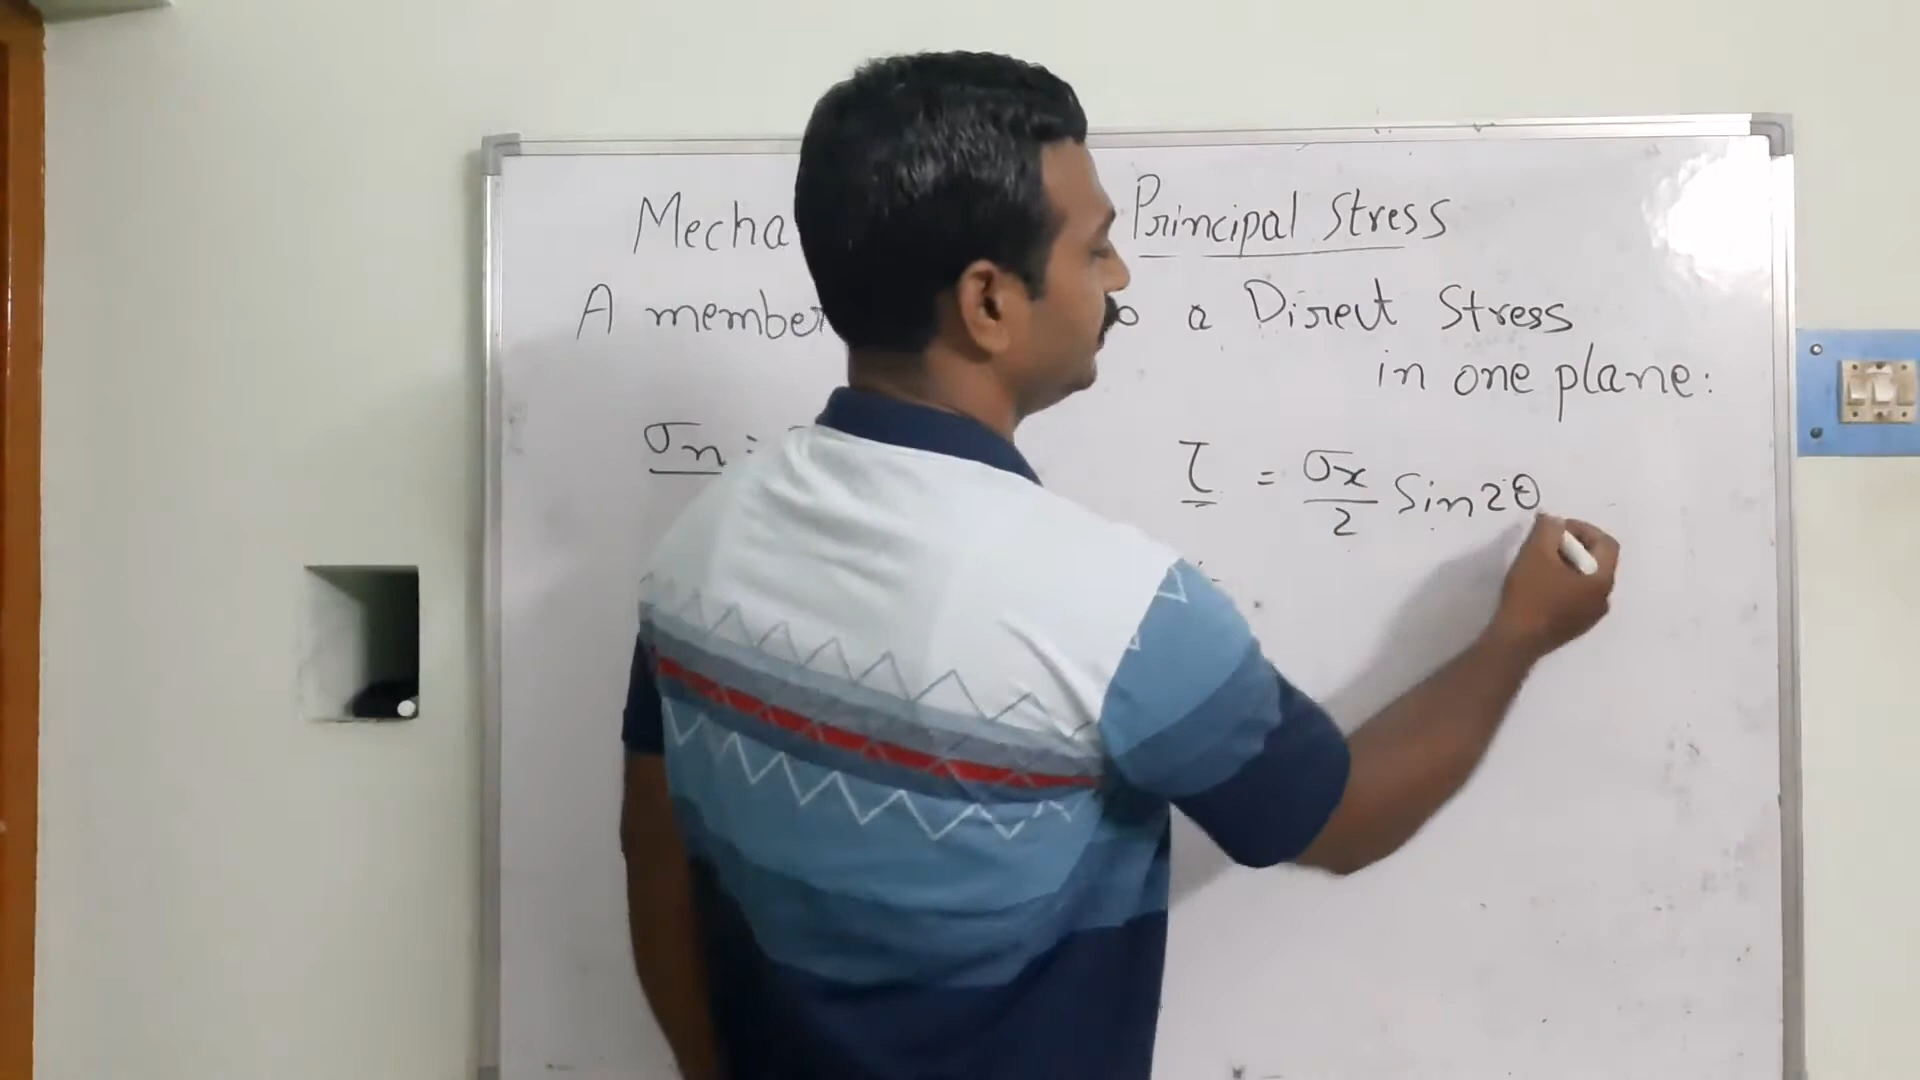 Mecha Principal Stress
A member a Direct Stress
in one plane:
σn = τ = σx/2 Sin2θ